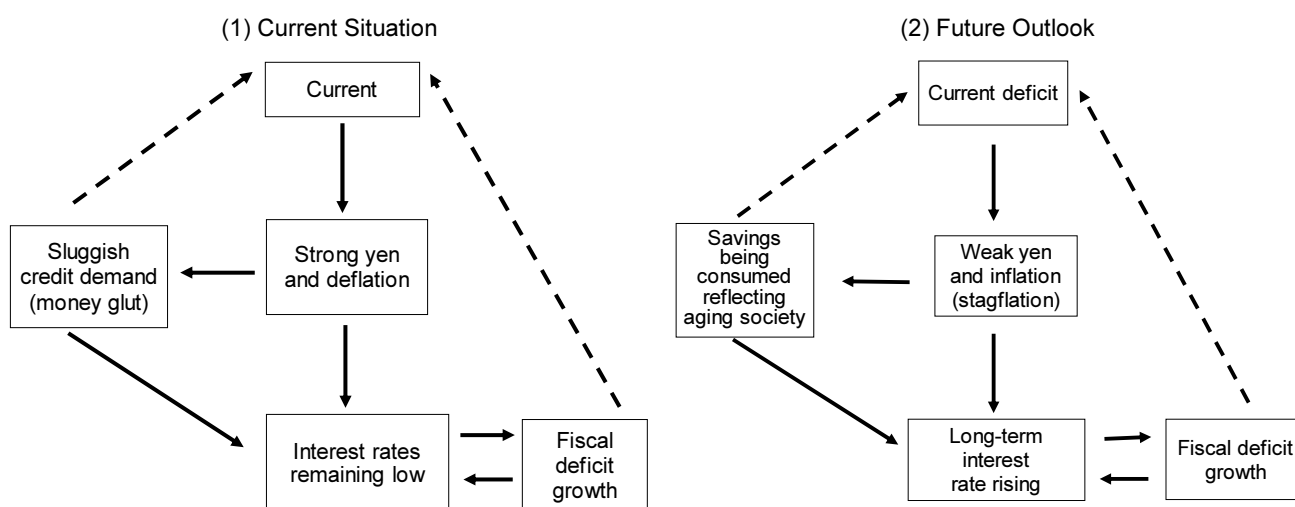 (1) Current Situation
Current
Sluggish
credit demand
(money glut)
Strong yen
and deflation
Interest rates
remaining low
Fiscal
deficit
growth
(2) Future Outlook
Current deficit
Savings
being
consumed
reflecting
aging society
Weak yen
and inflation
(stagflation)
Long-term
interest
rate rising
Fiscal deficit
growth